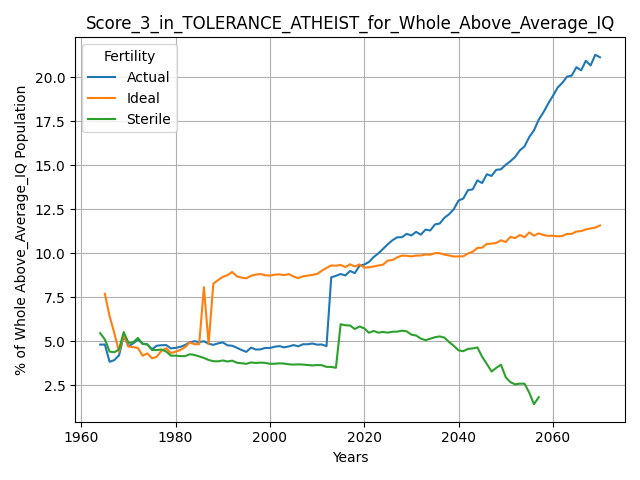 Score_3_in_TOLERANCE_ATHEIST_for_Whole_Above_Average_IQ
Fertility
Actual
Ideal
Sterile
% of Whole Above_Average_IQ Population
20.0
17.5
15.0
12.5
10.0
7.5
5.0
2.5
1960 1980 2000 2020 2040 2060
Years